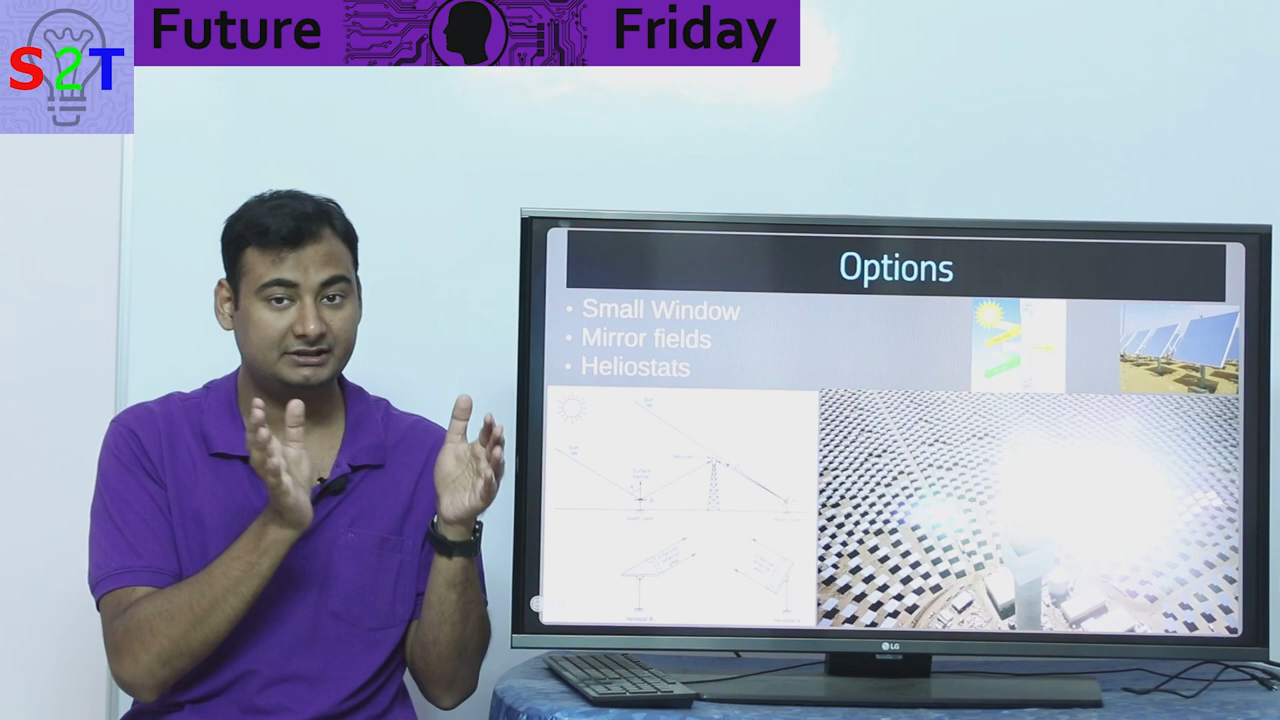 Future Friday
S2T
Options
• Small Window
• Mirror fields
• Heliostats
LG